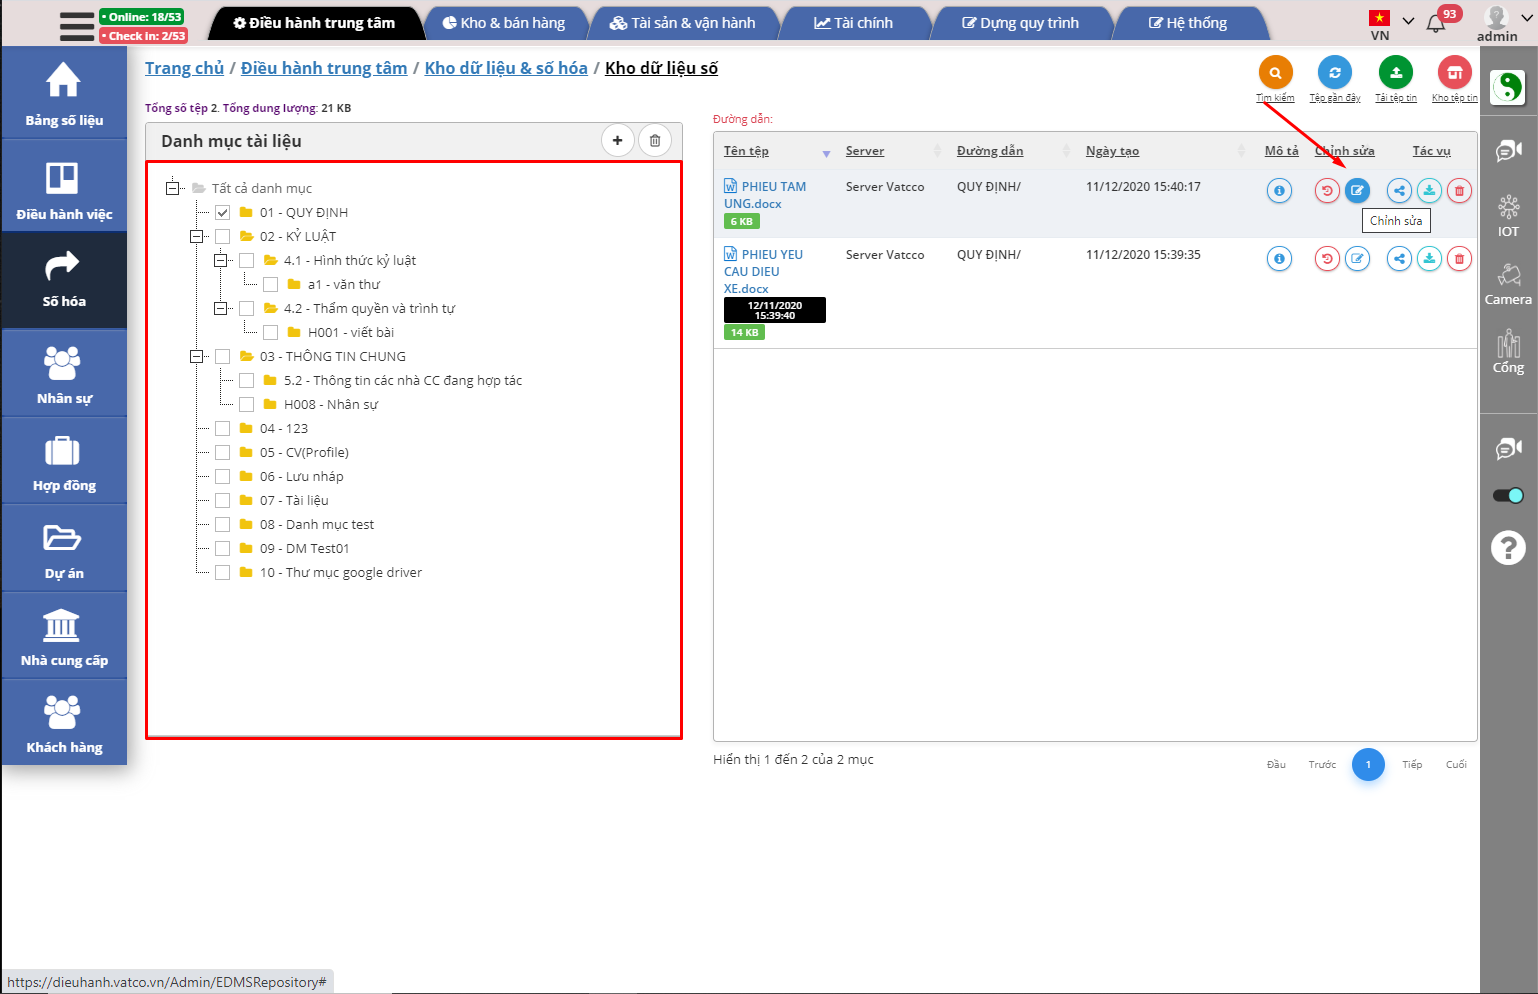 • Online: 18/53
• Check in: 2/53
Điều hành trung tâm
Kho & bán hàng
Tài sản & vận hành
Tài chính
Dựng quy trình
Hệ thống
VN
93
admin
Bảng số liệu
Điều hành việc
Số hóa
Nhân sự
Hợp đồng
Dự án
Nhà cung cấp
Khách hàng
Trang chủ / Điều hành trung tâm / Kho dữ liệu & số hóa / Kho dữ liệu số
Tìm kiếm
Tệp gần đây
Tải tệp tin
Kho tệp tin
Tổng số tệp 2. Tổng dung lượng: 21 KB
Danh mục tài liệu
Tất cả danh mục
01 - QUY ĐỊNH
02 - KỶ LUẬT
4.1 - Hình thức kỷ luật
a1 - văn thư
4.2 - Thẩm quyền và trình tự
H001 - viết bài
03 - THÔNG TIN CHUNG
5.2 - Thông tin các nhà CC đang hợp tác
H008 - Nhân sự
04 - 123
05 - CV(Profile)
06 - Lưu nháp
07 - Tài liệu
08 - Danh mục test
09 - DM Test01
10 - Thư mục google driver
Đường dẫn:
Tên tệp Server Đường dẫn Ngày tạo Mô tả Chỉnh sửa Tác vụ
PHIEU TAM Server Vatcco QUY ĐỊNH/ 11/12/2020 15:40:17
UNG.docx
6 KB
Chỉnh sửa
PHIEU YEU Server Vatcco QUY ĐỊNH/ 11/12/2020 15:39:35
CAU DIEU
XE.docx
12/11/2020
15:39:40
14 KB
Hiển thị 1 đến 2 của 2 mục
Đầu Trước 1 Tiếp Cuối
IOT
Camera
Cổng
https://dieuhanh.vatco.vn/Admin/EDMSRepository#